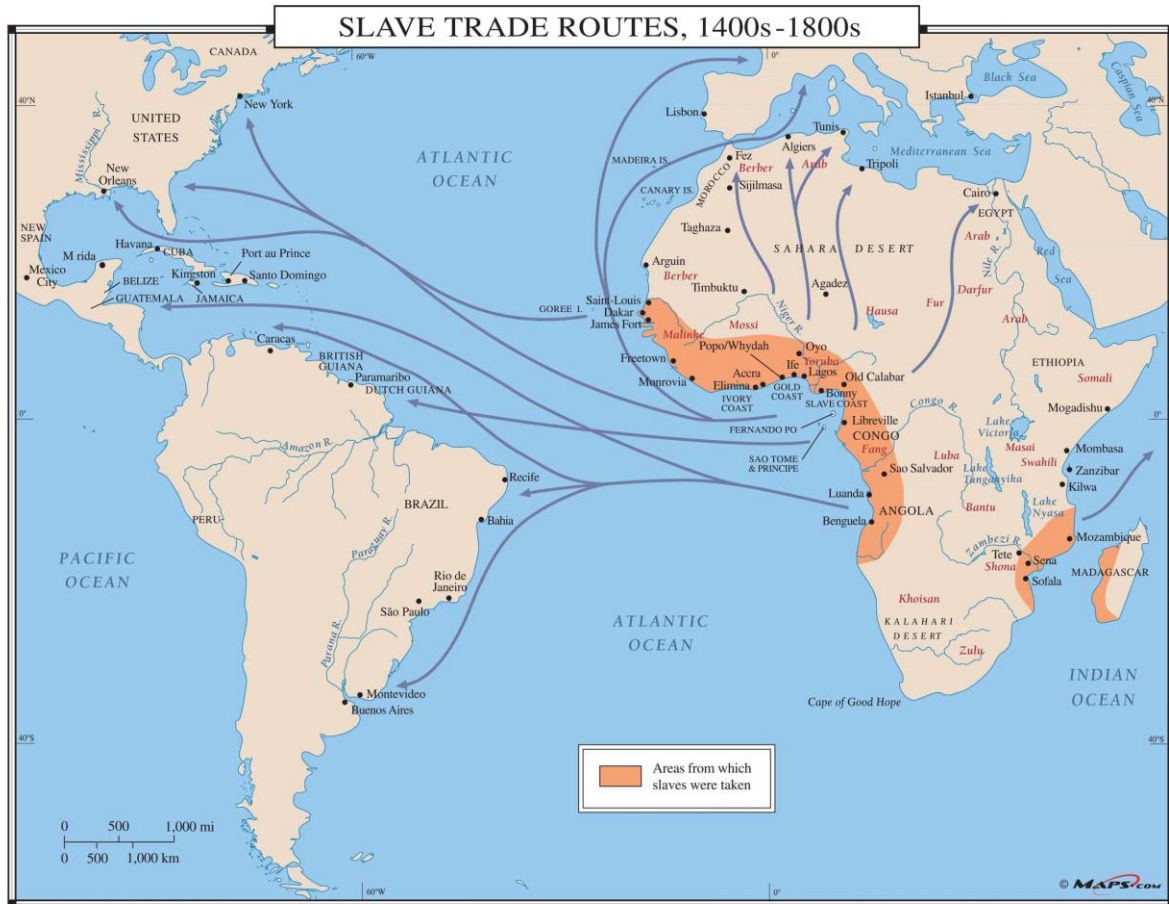 SLAVE TRADE ROUTES, 1400s-1800s
60°W
0°
CANADA
40°N
40°N
New York
UNITED
STATES
Mississippi R.
New
Orleans
ATLANTIC
OCEAN
Lisbon
Istanbul
Black Sea
Caspian Sea
MADEIRA IS.
CANARY IS.
Algiers
Tunis
Mediterranean Sea
Tripoli
Fez
MOROCCO
Berber
Arab
Sijilmasa
Cairo
EGYPT
Taghaza
SAHARA DESERT
Arab
Nile R.
Red
Sea
NEW
SPAIN
Mexico
City
M rida
Havana
CUBA
Port au Prince
Kingston
Santo Domingo
BELIZE
GUATEMALA
JAMAICA
Arguin
Berber
Timbuktu
Agadez
Niger R.
Hausa
Fur
Darfur
Arab
GOREE I.
Saint-Louis
Dakar
James Fort
Malinke
Mossi
Popo/Whydah
Oyo
Yoruba
Ife
Lagos
Freetown
Monrovia
Accra
Elimina
IVORY
COAST
GOLD
COAST
Old Calabar
Bonny
SLAVE COAST
ETHIOPIA
Somali
Caracas
BRITISH
GUIANA
Paramaribo
DUTCH GUIANA
0°
0°
FERNANDO PO
SAO TOME
& PRINCIPE
Libreville
CONGO
Fang
Congo R.
Mogadishu
Lake
Victoria
Masai
Swahili
Mombasa
Zanzibar
Kilwa
Luba
Lake
Tanganyika
Sao Salvador
Amazon R.
Recife
BRAZIL
Bahia
PERU
Luanda
ANGOLA
Benguela
Bantu
Lake
Nyasa
Mozambique
Zambezi R.
Tete
Sena
Shona
Sofala
MADAGASCAR
PACIFIC
OCEAN
Paraguay R.
Rio de
Janeiro
São Paulo
Parana R.
ATLANTIC
OCEAN
Khoisan
KALAHARI
DESERT
Zulu
INDIAN
OCEAN
Montevideo
Buenos Aires
Cape of Good Hope
40°S
40°S
Areas from which
slaves were taken
0 500 1,000 mi
0 500 1,000 km
60°W
0°
© MAPS.COM